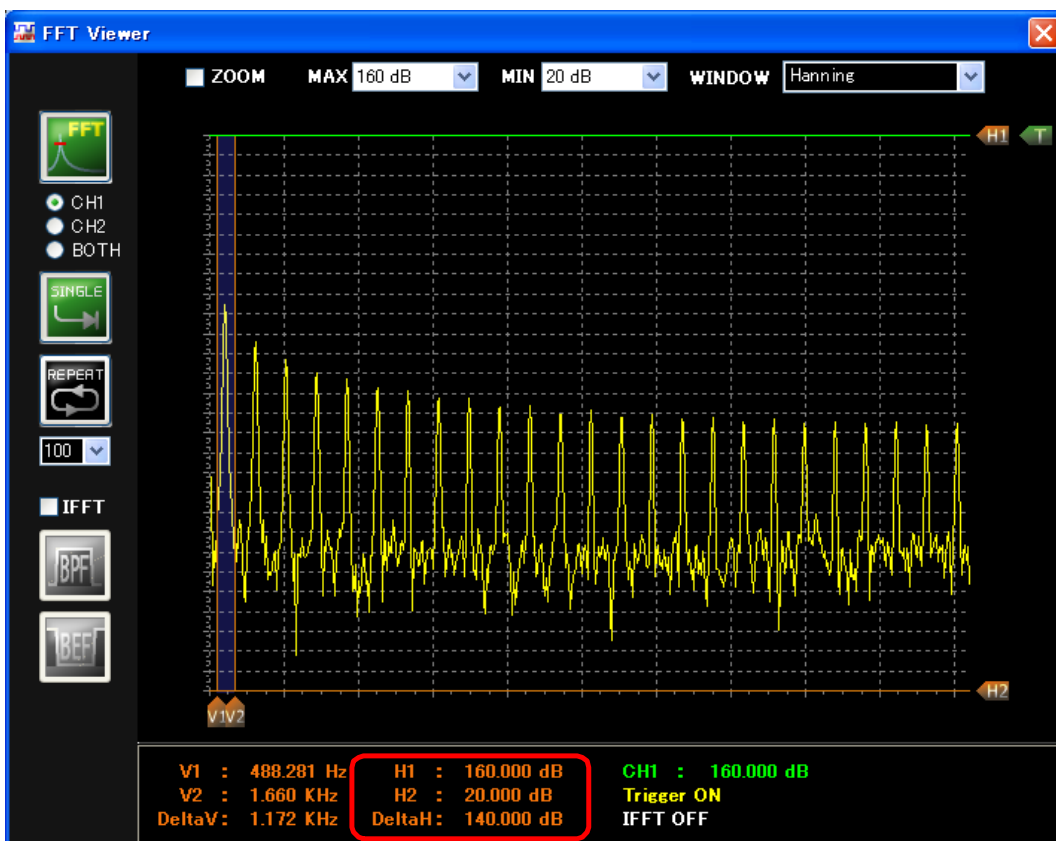 FFT Viewer
ZOOM MAX 160 dB MIN 20 dB WINDOW Hanning
H1 T
FFT
CH1
CH2
BOTH
SINGLE
REPEAT
100
IFFT
BPF
BEF
H2
V1 V2
V1 : 488.281 Hz H1 : 160.000 dB CH1 : 160.000 dB
V2 : 1.660 KHz H2 : 20.000 dB Trigger ON
DeltaV : 1.172 KHz DeltaH : 140.000 dB IFFT OFF